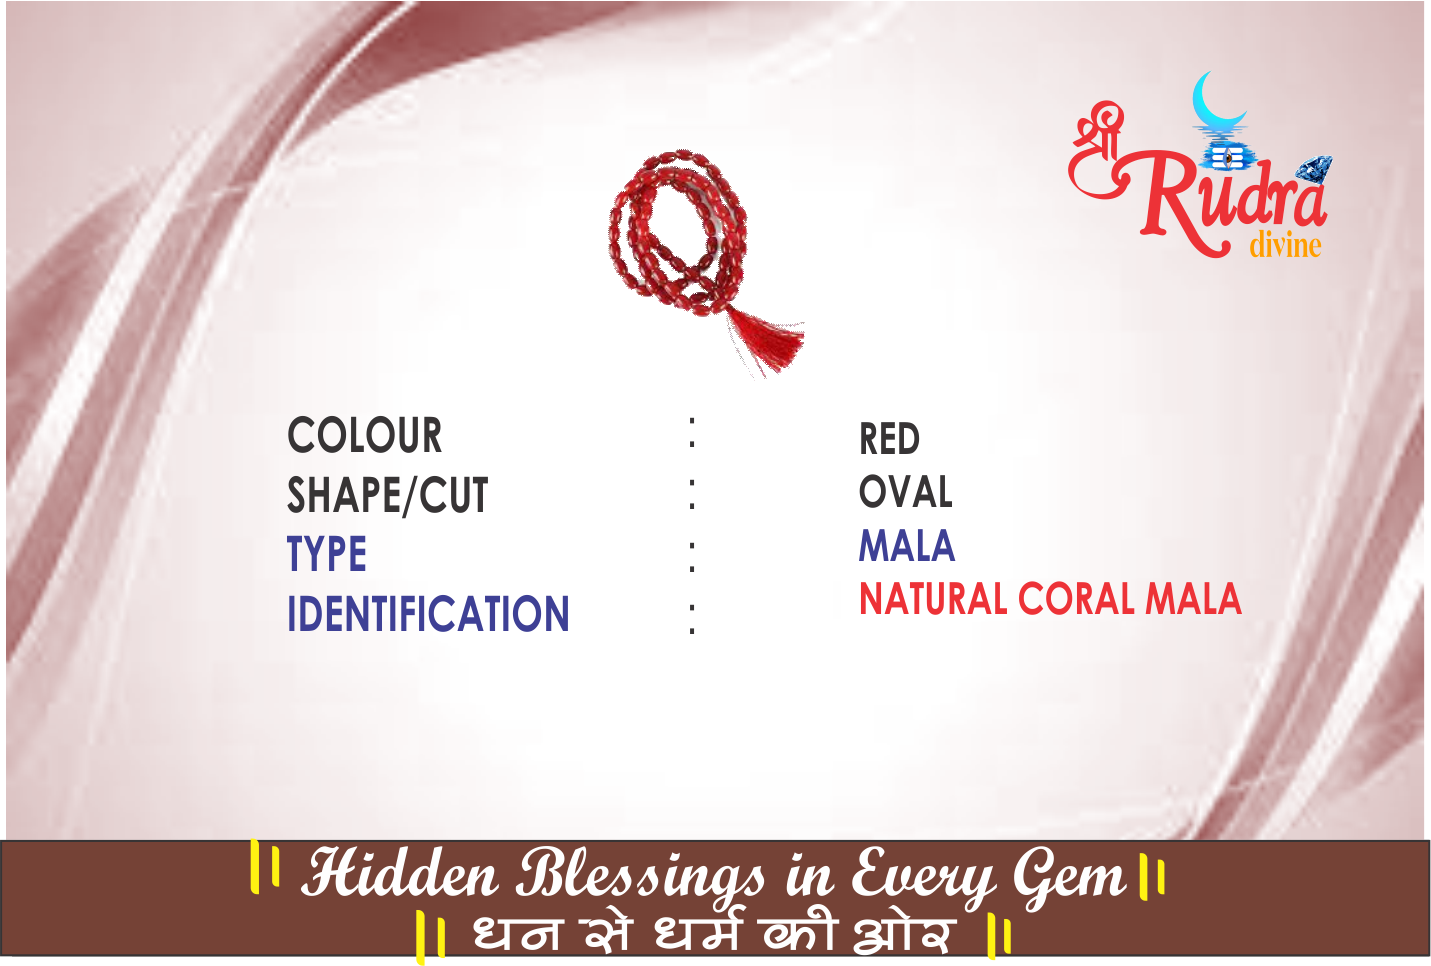 श्री Rudra
divine
COLOUR : RED
SHAPE/CUT : OVAL
TYPE : MALA
IDENTIFICATION : NATURAL CORAL MALA
|| Hidden Blessings in Every Gem ||
|| धन से धर्म की ओर ||